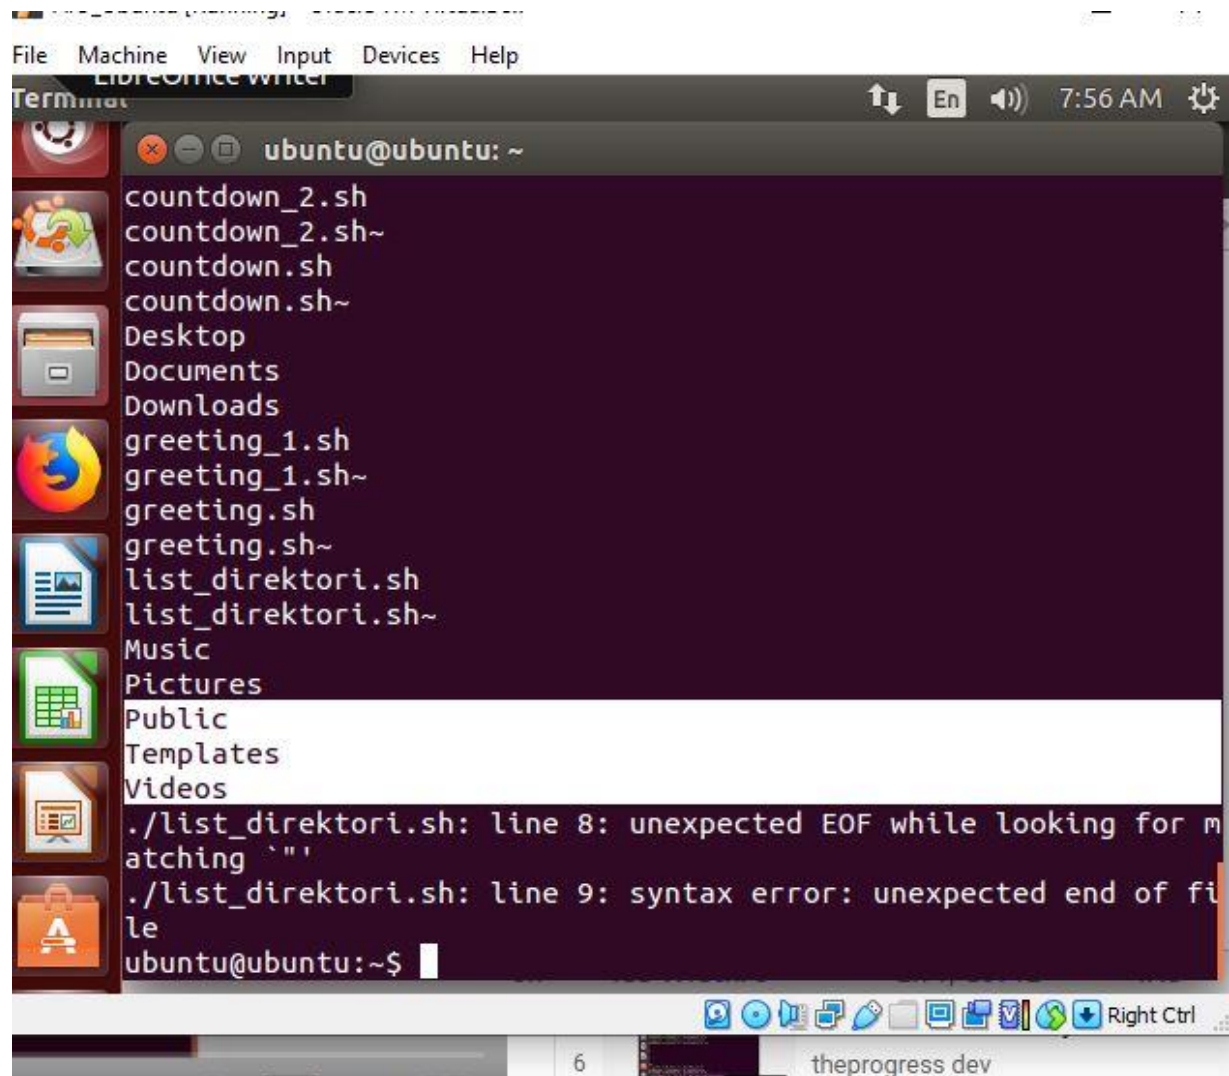 File Machine View Input Devices Help
LibreOffice Writer
Terminal
En 7:56 AM
ubuntu@ubuntu: ~
countdown_2.sh
countdown_2.sh~
countdown.sh
countdown.sh~
Desktop
Documents
Downloads
greeting_1.sh
greeting_1.sh~
greeting.sh
greeting.sh~
list_direktori.sh
list_direktori.sh~
Music
Pictures
Public
Templates
Videos
./list_direktori.sh: line 8: unexpected EOF while looking for m
atching `"'
./list_direktori.sh: line 9: syntax error: unexpected end of fi
le
ubuntu@ubuntu:~$
Right Ctrl
6
theprogress dev